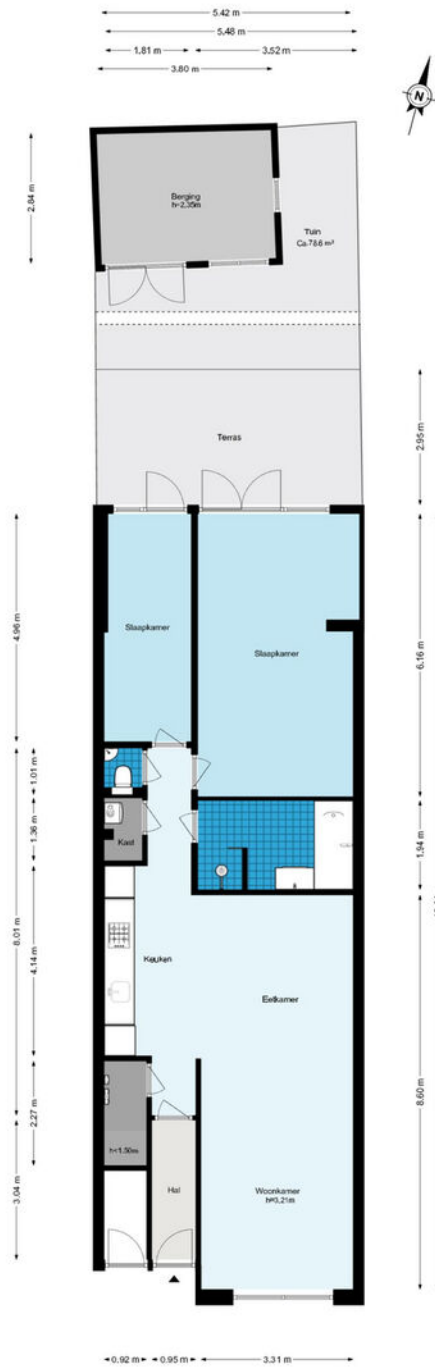 5.42 m
5.48 m
1.81 m
3.52 m
3.80 m
N
2.84 m
Berging
h=2,35m
Tuin
Ca.78.6 m²
2.95 m
Terras
4.96 m
Slaapkamer
Slaapkamer
6.16 m
1.01 m
1.36 m
Kast
1.94 m
8.01 m
4.14 m
Keuken
Eetkamer
8.60 m
2.27 m
h<1.50m
3.04 m
Hal
Woonkamer
h=3,21m
0.92 m
0.95 m
3.31 m